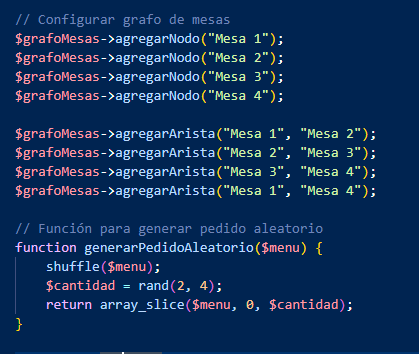 // Configurar grafo de mesas
$grafoMesas->agregarNodo("Mesa 1");
$grafoMesas->agregarNodo("Mesa 2");
$grafoMesas->agregarNodo("Mesa 3");
$grafoMesas->agregarNodo("Mesa 4");

$grafoMesas->agregarArista("Mesa 1", "Mesa 2");
$grafoMesas->agregarArista("Mesa 2", "Mesa 3");
$grafoMesas->agregarArista("Mesa 3", "Mesa 4");
$grafoMesas->agregarArista("Mesa 1", "Mesa 4");

// Función para generar pedido aleatorio
function generarPedidoAleatorio($menu) {
    shuffle($menu);
    $cantidad = rand(2, 4);
    return array_slice($menu, 0, $cantidad);
}